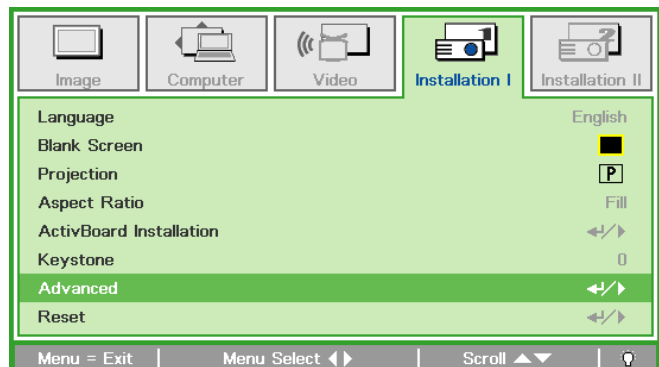 Image Computer Video Installation I Installation II
Language English
Blank Screen
Projection P
Aspect Ratio Fill
ActivBoard Installation
Keystone 0
Advanced
Reset
Menu = Exit Menu Select Scroll